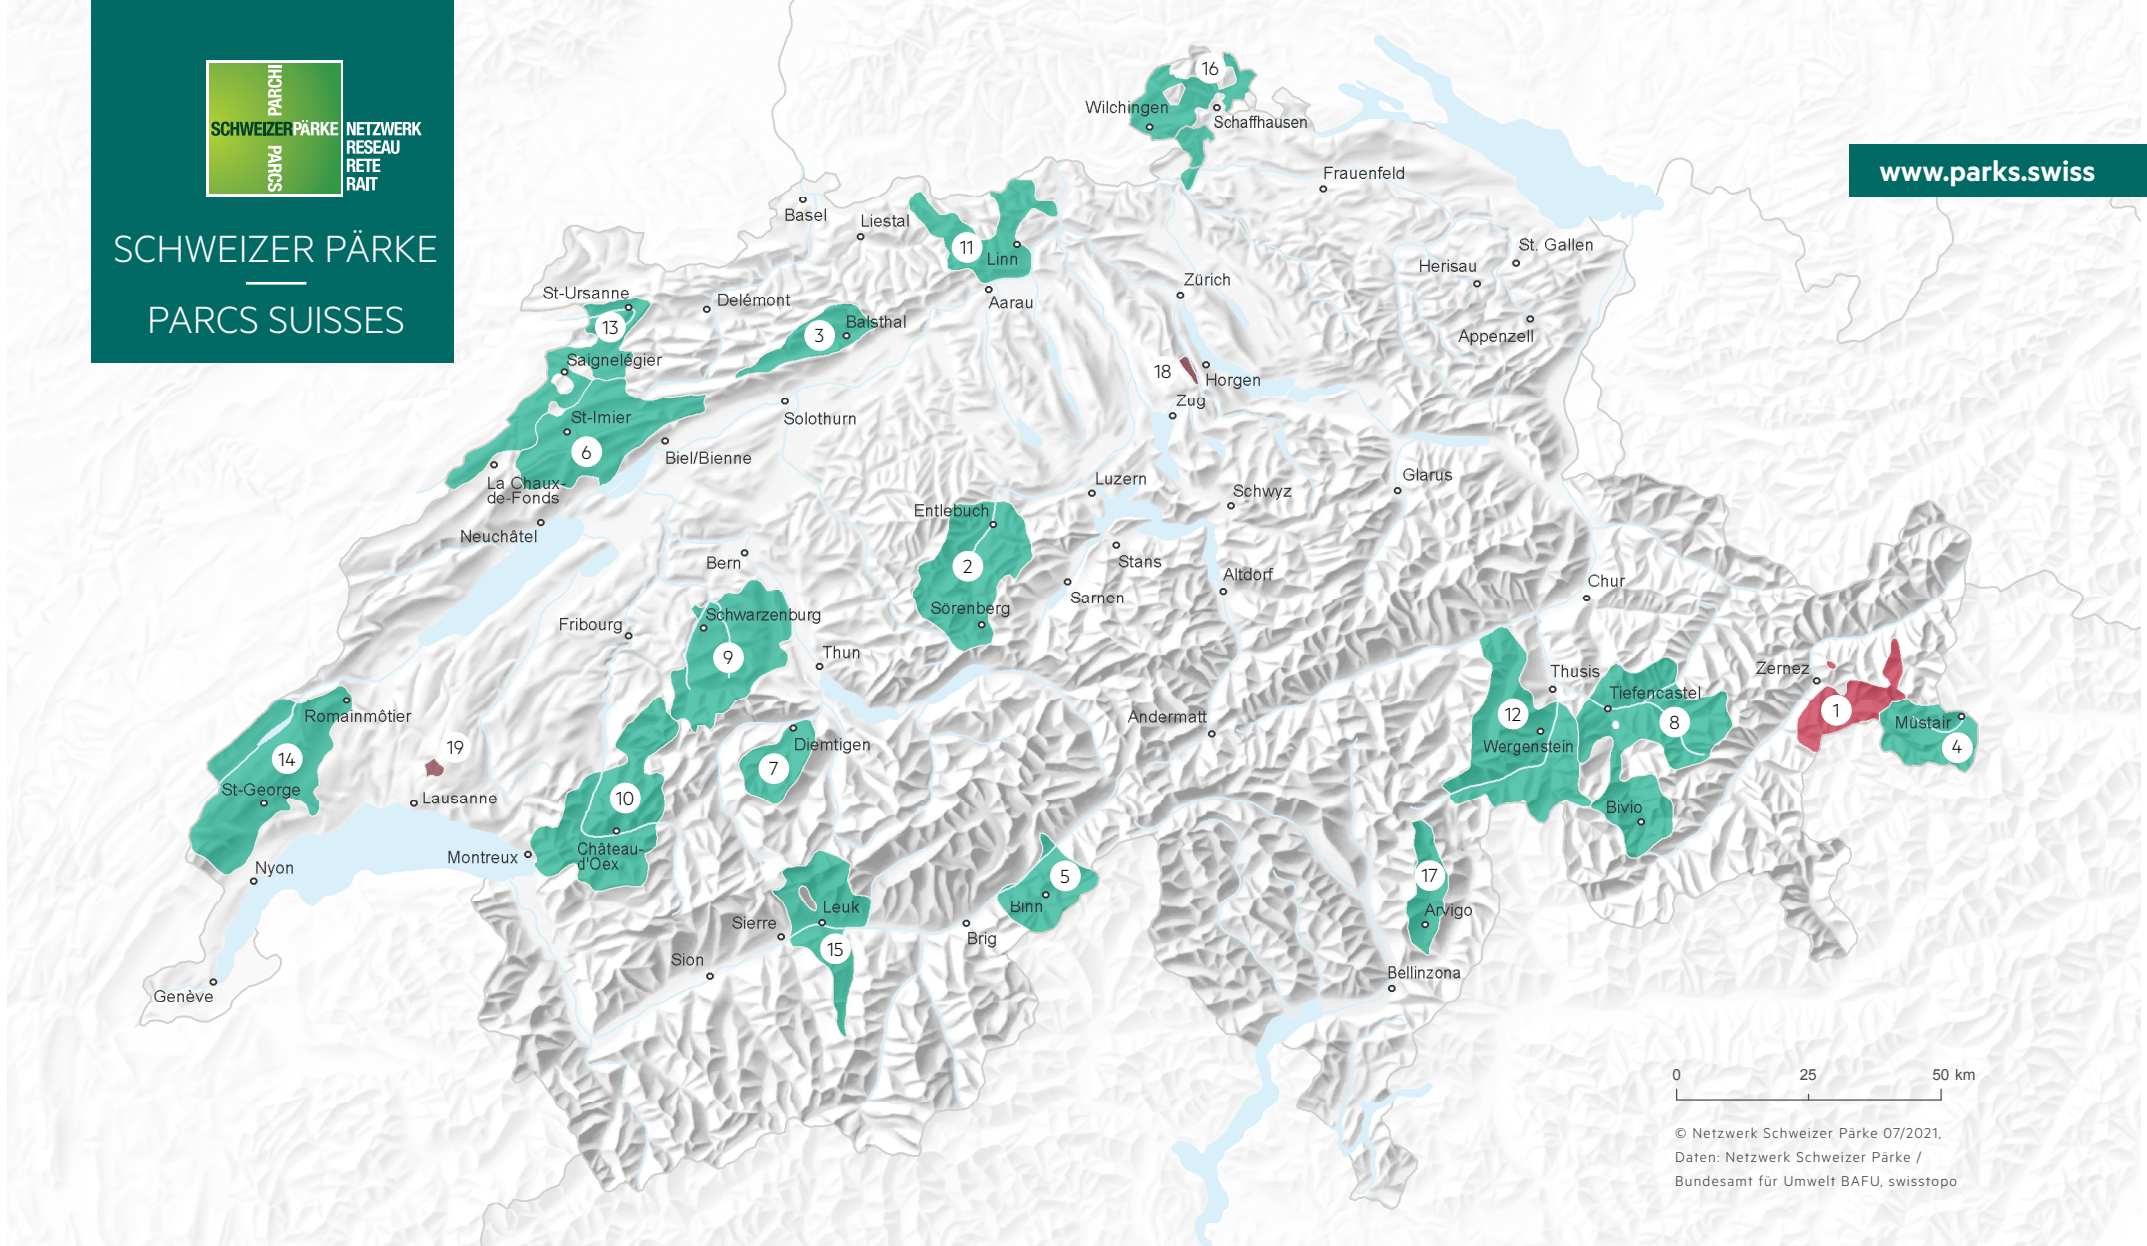 PARCHI
SCHWEIZERPÄRKE
PARCS
NETZWERK
RESEAU
RETE
RAIT
SCHWEIZER PÄRKE
PARCS SUISSES
www.parks.swiss
16
Wilchingen
Schaffhausen
Frauenfeld
Basel
Liestal
11
Linn
St. Gallen
Herisau
St-Ursanne
Delémont
Aarau
Zürich
13
3
Balsthal
Appenzell
Saignelégier
18
Horgen
Zug
St-Imier
Solothurn
6
Biel/Bienne
La Chaux-
de-Fonds
Luzern
Schwyz
Glarus
Entlebuch
Neuchâtel
Bern
2
Stans
Altdorf
Chur
Sarnen
Sörenberg
Schwarzenburg
Fribourg
9
Thun
Zernez
Thusis
Tiefencastel
1
Müstair
4
12
8
Wergenstein
Andermatt
Romainmôtier
14
19
Diemtigen
7
St-George
Lausanne
10
Bivio
Château-
d'Oex
Montreux
Nyon
5
Binn
17
Arvigo
Leuk
Sierre
15
Brig
Sion
Bellinzona
Genève
0 25 50 km
© Netzwerk Schweizer Pärke 07/2021,
Daten: Netzwerk Schweizer Pärke /
Bundesamt für Umwelt BAFU, swisstopo